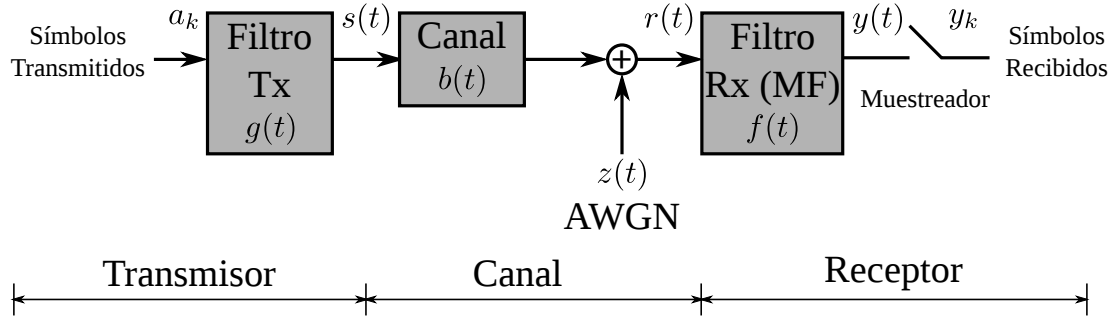 Símbolos
Transmitidos
a_k
Filtro
Tx
g(t)
s(t)
Canal
b(t)
z(t)
AWGN
r(t)
Filtro
Rx (MF)
f(t)
y(t)
y_k
Muestreador
Símbolos
Recibidos
Transmisor
Canal
Receptor